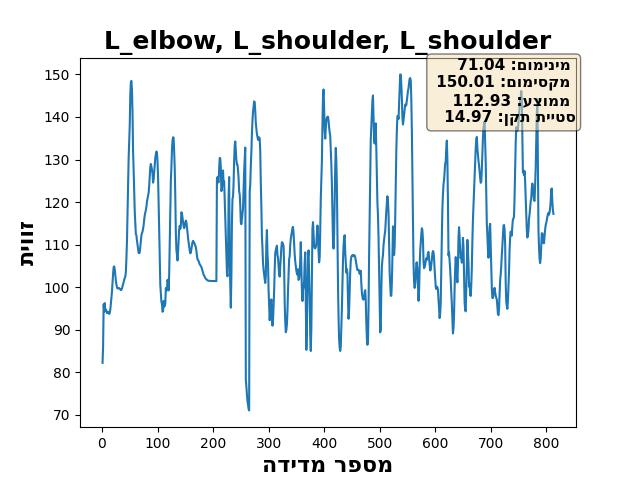 L_elbow, L_shoulder, L_shoulder
מינימום: 71.04
מקסימום: 150.01
ממוצע: 112.93
סטיית תקן: 14.97
זווית
150
140
130
120
110
100
90
80
70
0 100 200 300 400 500 600 700 800
מספר מדידה